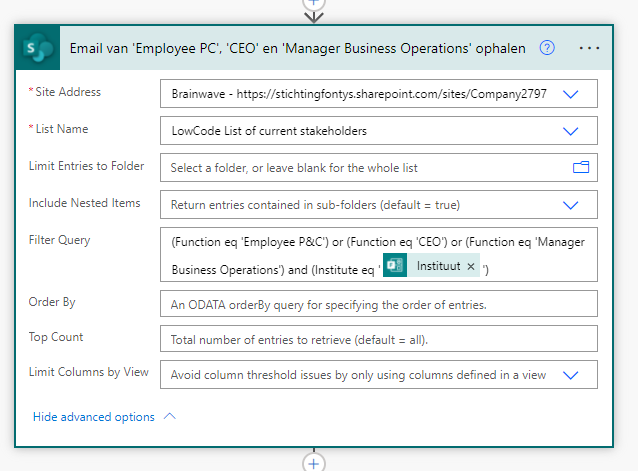 Email van 'Employee PC', 'CEO' en 'Manager Business Operations' ophalen
* Site Address
Brainwave - https://stichtingfontys.sharepoint.com/sites/Company2797
* List Name
LowCode List of current stakeholders
Limit Entries to Folder
Select a folder, or leave blank for the whole list
Include Nested Items
Return entries contained in sub-folders (default = true)
Filter Query
(Function eq 'Employee P&C') or (Function eq 'CEO') or (Function eq 'Manager
Business Operations') and (Institute eq ' Instituut × ')
Order By
An ODATA orderBy query for specifying the order of entries.
Top Count
Total number of entries to retrieve (default = all).
Limit Columns by View
Avoid column threshold issues by only using columns defined in a view
Hide advanced options